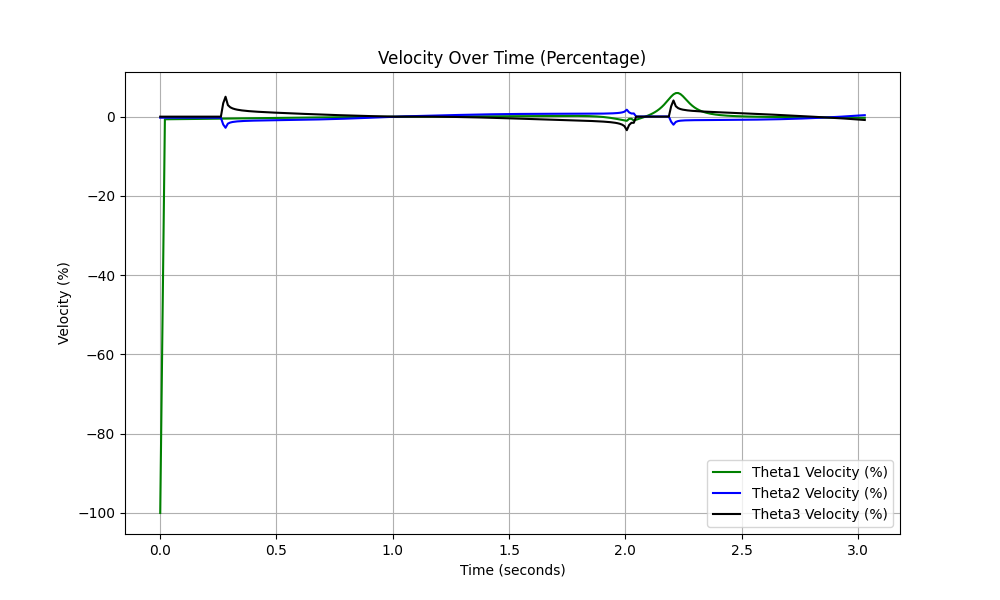 Velocity Over Time (Percentage)
Velocity (%)
0
−20
−40
−60
−80
−100
Theta1 Velocity (%)
Theta2 Velocity (%)
Theta3 Velocity (%)
0.0 0.5 1.0 1.5 2.0 2.5 3.0
Time (seconds)